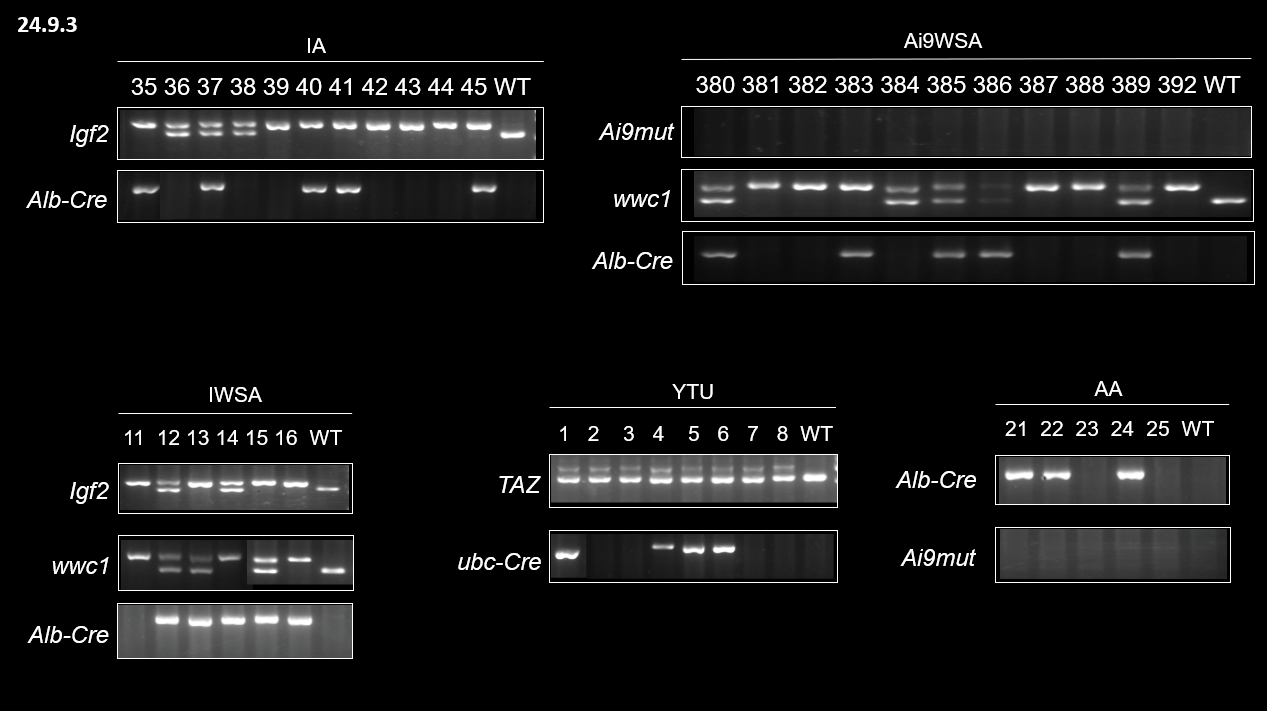 24.9.3
IA
35 36 37 38 39 40 41 42 43 44 45 WT
Igf2
Alb-Cre
Ai9WSA
380 381 382 383 384 385 386 387 388 389 392 WT
Ai9mut
wwc1
Alb-Cre
IWSA
11 12 13 14 15 16 WT
Igf2
wwc1
Alb-Cre
YTU
1 2 3 4 5 6 7 8 WT
TAZ
ubc-Cre
AA
21 22 23 24 25 WT
Alb-Cre
Ai9mut